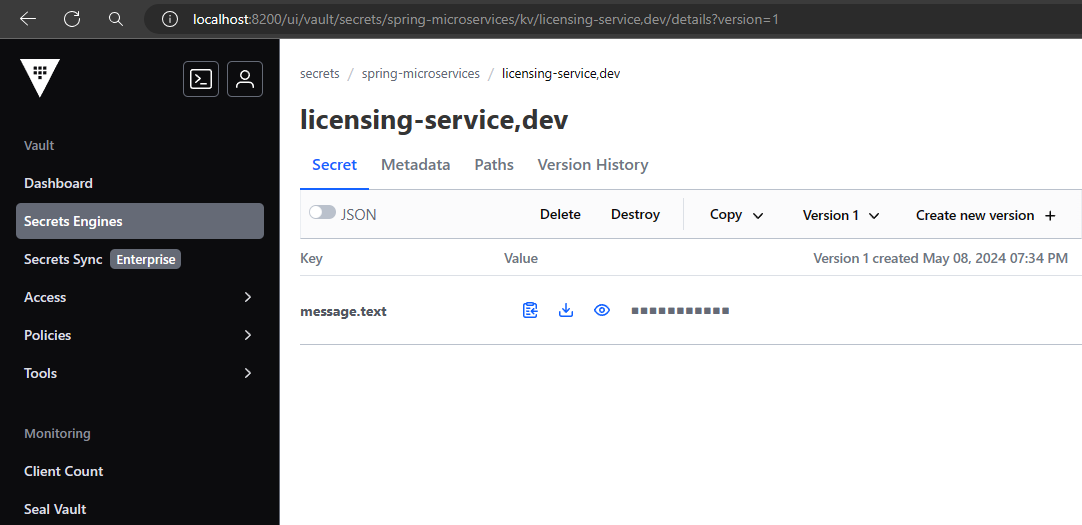 localhost:8200/ui/vault/secrets/spring-microservices/kv/licensing-service,dev/details?version=1
secrets / spring-microservices / licensing-service,dev
licensing-service,dev
Secret Metadata Paths Version History
JSON Delete Destroy Copy Version 1 Create new version +
Key Value Version 1 created May 08, 2024 07:34 PM
message.text
Vault
Dashboard
Secrets Engines
Secrets Sync Enterprise
Access
Policies
Tools
Monitoring
Client Count
Seal Vault